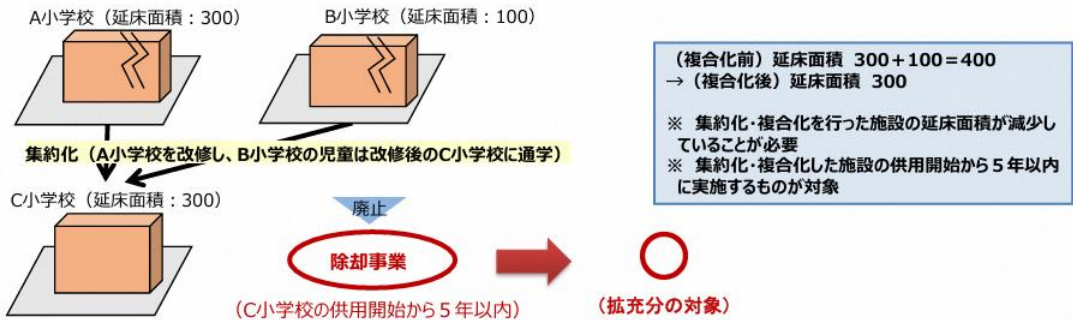 A小学校（延床面積：300）
B小学校（延床面積：100）
集約化（A小学校を改修し、B小学校の児童は改修後のC小学校に通学）
C小学校（延床面積：300）
廃止
除却事業
（C小学校の供用開始から５年以内）
（拡充分の対象）
（複合化前）延床面積 300＋100＝400
→（複合化後）延床面積 300
※ 集約化・複合化を行った施設の延床面積が減少し
ていることが必要
※ 集約化・複合化した施設の供用開始から５年以内
に実施するものが対象